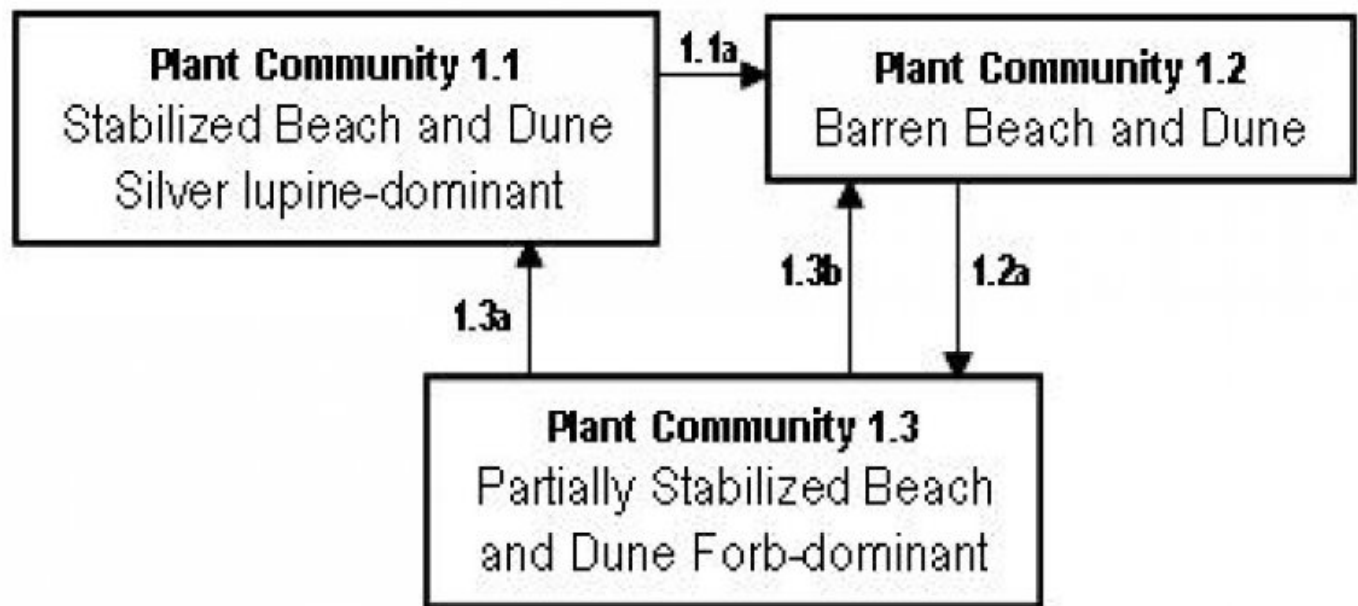 Plant Community 1.1
Stabilized Beach and Dune
Silver lupine-dominant
1.1a
Plant Community 1.2
Barren Beach and Dune
1.3a
1.3b
1.2a
Plant Community 1.3
Partially Stabilized Beach
and Dune Forb-dominant